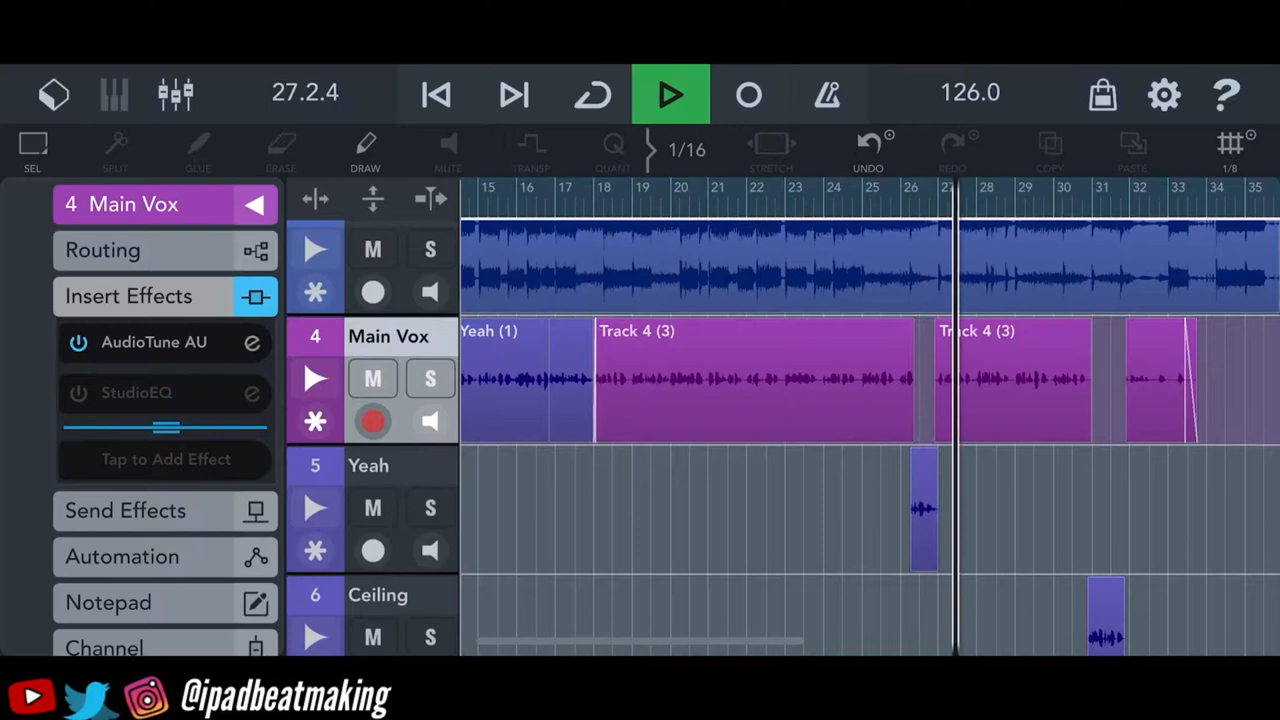 27.2.4
126.0
SEL
SPLIT
GLUE
ERASE
DRAW
MUTE
TRANSP
QUANT
1/16
STRETCH
UNDO
REDO
COPY
PASTE
1/8
4 Main Vox
Routing
Insert Effects
AudioTune AU
StudioEQ
Tap to Add Effect
Send Effects
Automation
Notepad
Channel
15 16 17 18 19 20 21 22 23 24 25 26 27 28 29 30 31 32 33 34 35
M S
4 Main Vox
M S
Yeah (1)
Track 4 (3)
Track 4 (3)
5 Yeah
M S
6 Ceiling
M S
@ipadbeatmaking